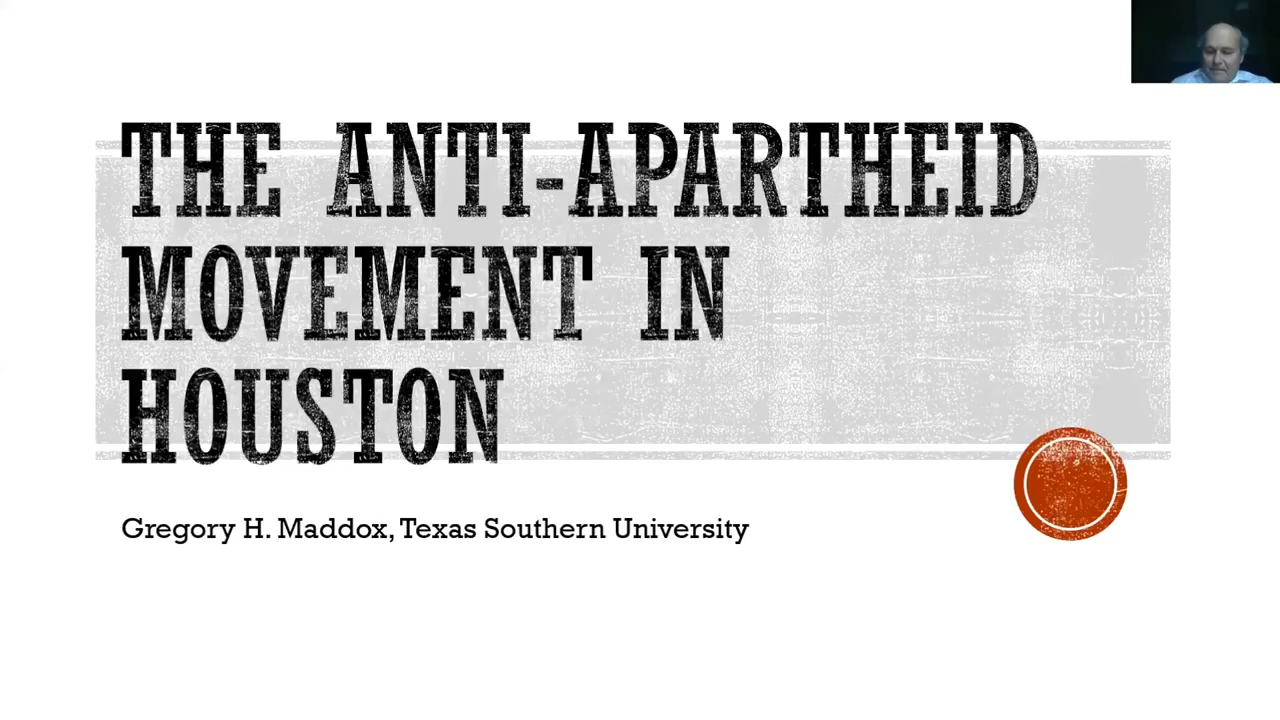 THE ANTI-APARTHEID
MOVEMENT IN
HOUSTON
Gregory H. Maddox, Texas Southern University